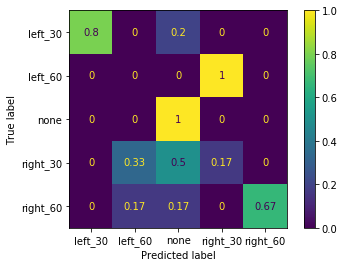 left_30 0.8 0 0.2 0 0 1.0
left_60 0 0 0 1 0 0.8
none 0 0 1 0 0 0.6
right_30 0 0.33 0.5 0.17 0 0.4
right_60 0 0.17 0.17 0 0.67 0.2
0.0
left_30 left_60 none right_30 right_60
True label
Predicted label